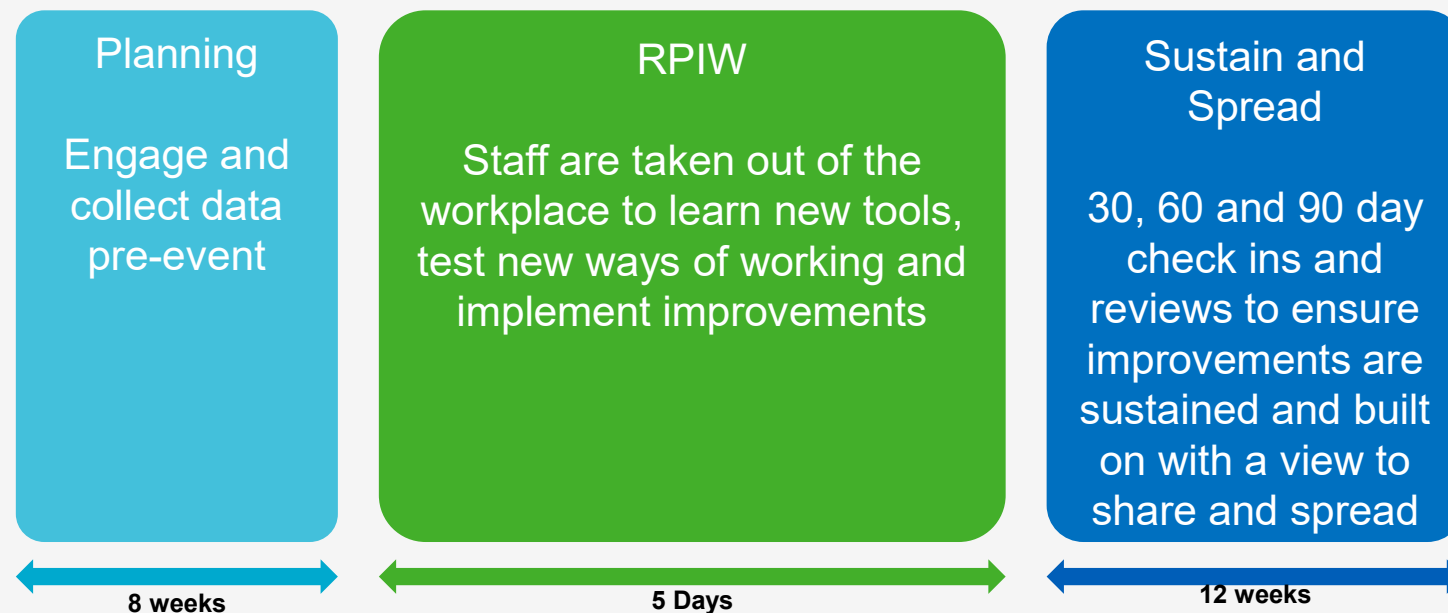 Planning
Engage and
collect data
pre-event
8 weeks
RPIW
Staff are taken out of the
workplace to learn new tools,
test new ways of working and
implement improvements
5 Days
Sustain and
Spread
30, 60 and 90 day
check ins and
reviews to ensure
improvements are
sustained and built
on with a view to
share and spread
12 weeks